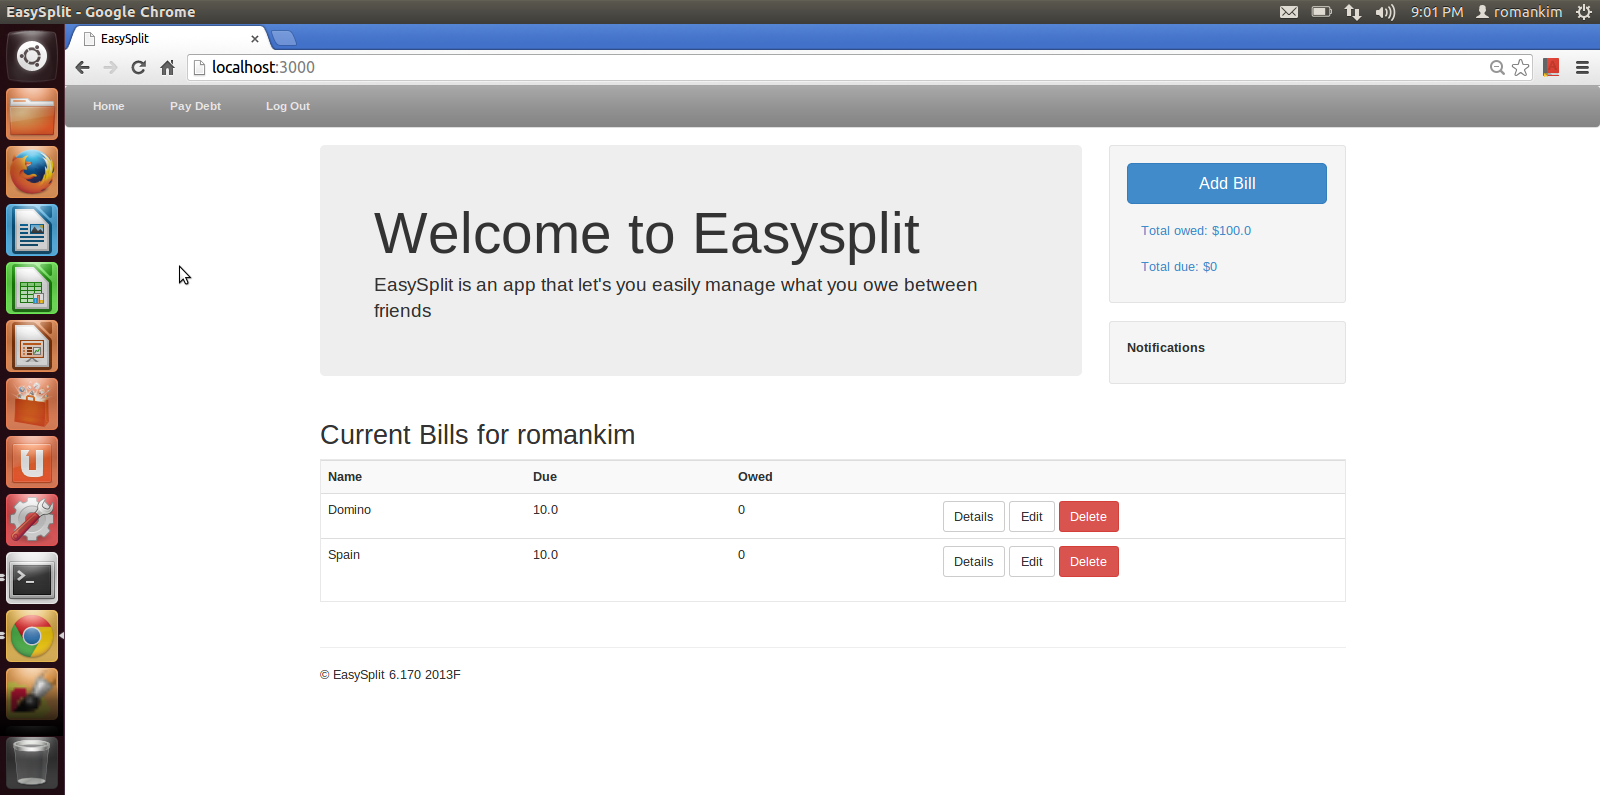 EasySplit - Google Chrome
9:01 PM romankim
EasySplit
localhost:3000
Home Pay Debt Log Out
Welcome to Easysplit
EasySplit is an app that let's you easily manage what you owe between
friends
Add Bill
Total owed: $100.0
Total due: $0
Notifications
Current Bills for romankim
Name Due Owed
Domino 10.0 0 Details Edit Delete
Spain 10.0 0 Details Edit Delete
© EasySplit 6.170 2013F